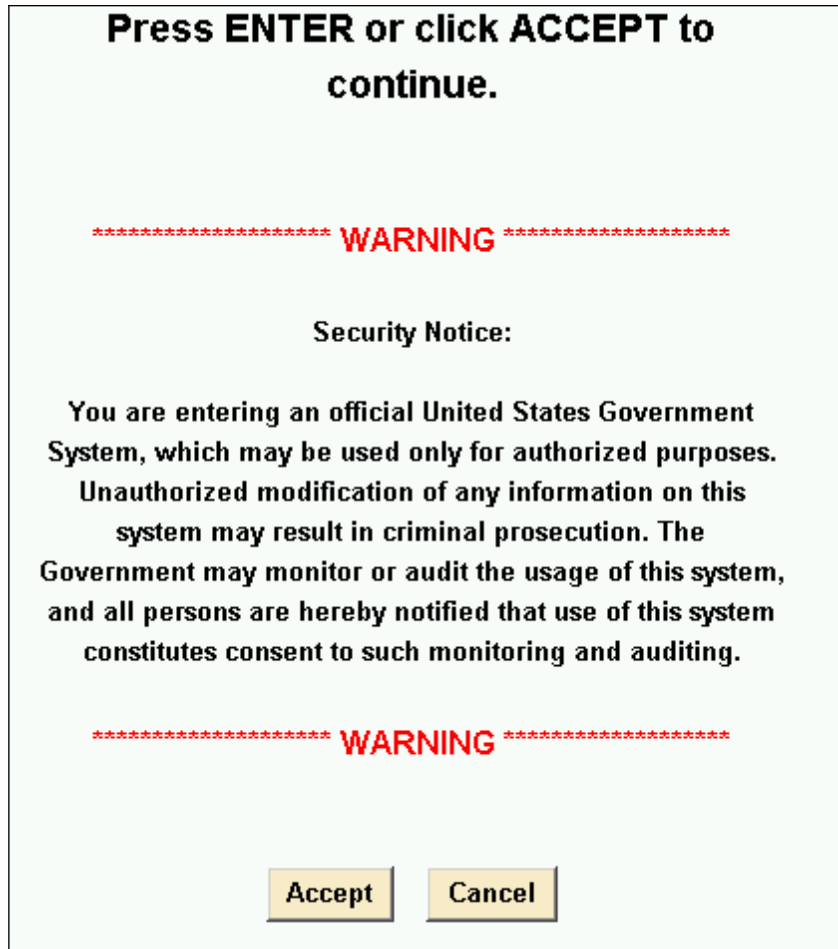 Press ENTER or click ACCEPT to
continue.
******************** WARNING *******************
Security Notice:
You are entering an official United States Government
System, which may be used only for authorized purposes.
Unauthorized modification of any information on this
system may result in criminal prosecution. The
Government may monitor or audit the usage of this system,
and all persons are hereby notified that use of this system
constitutes consent to such monitoring and auditing.
******************** WARNING *******************
Accept Cancel